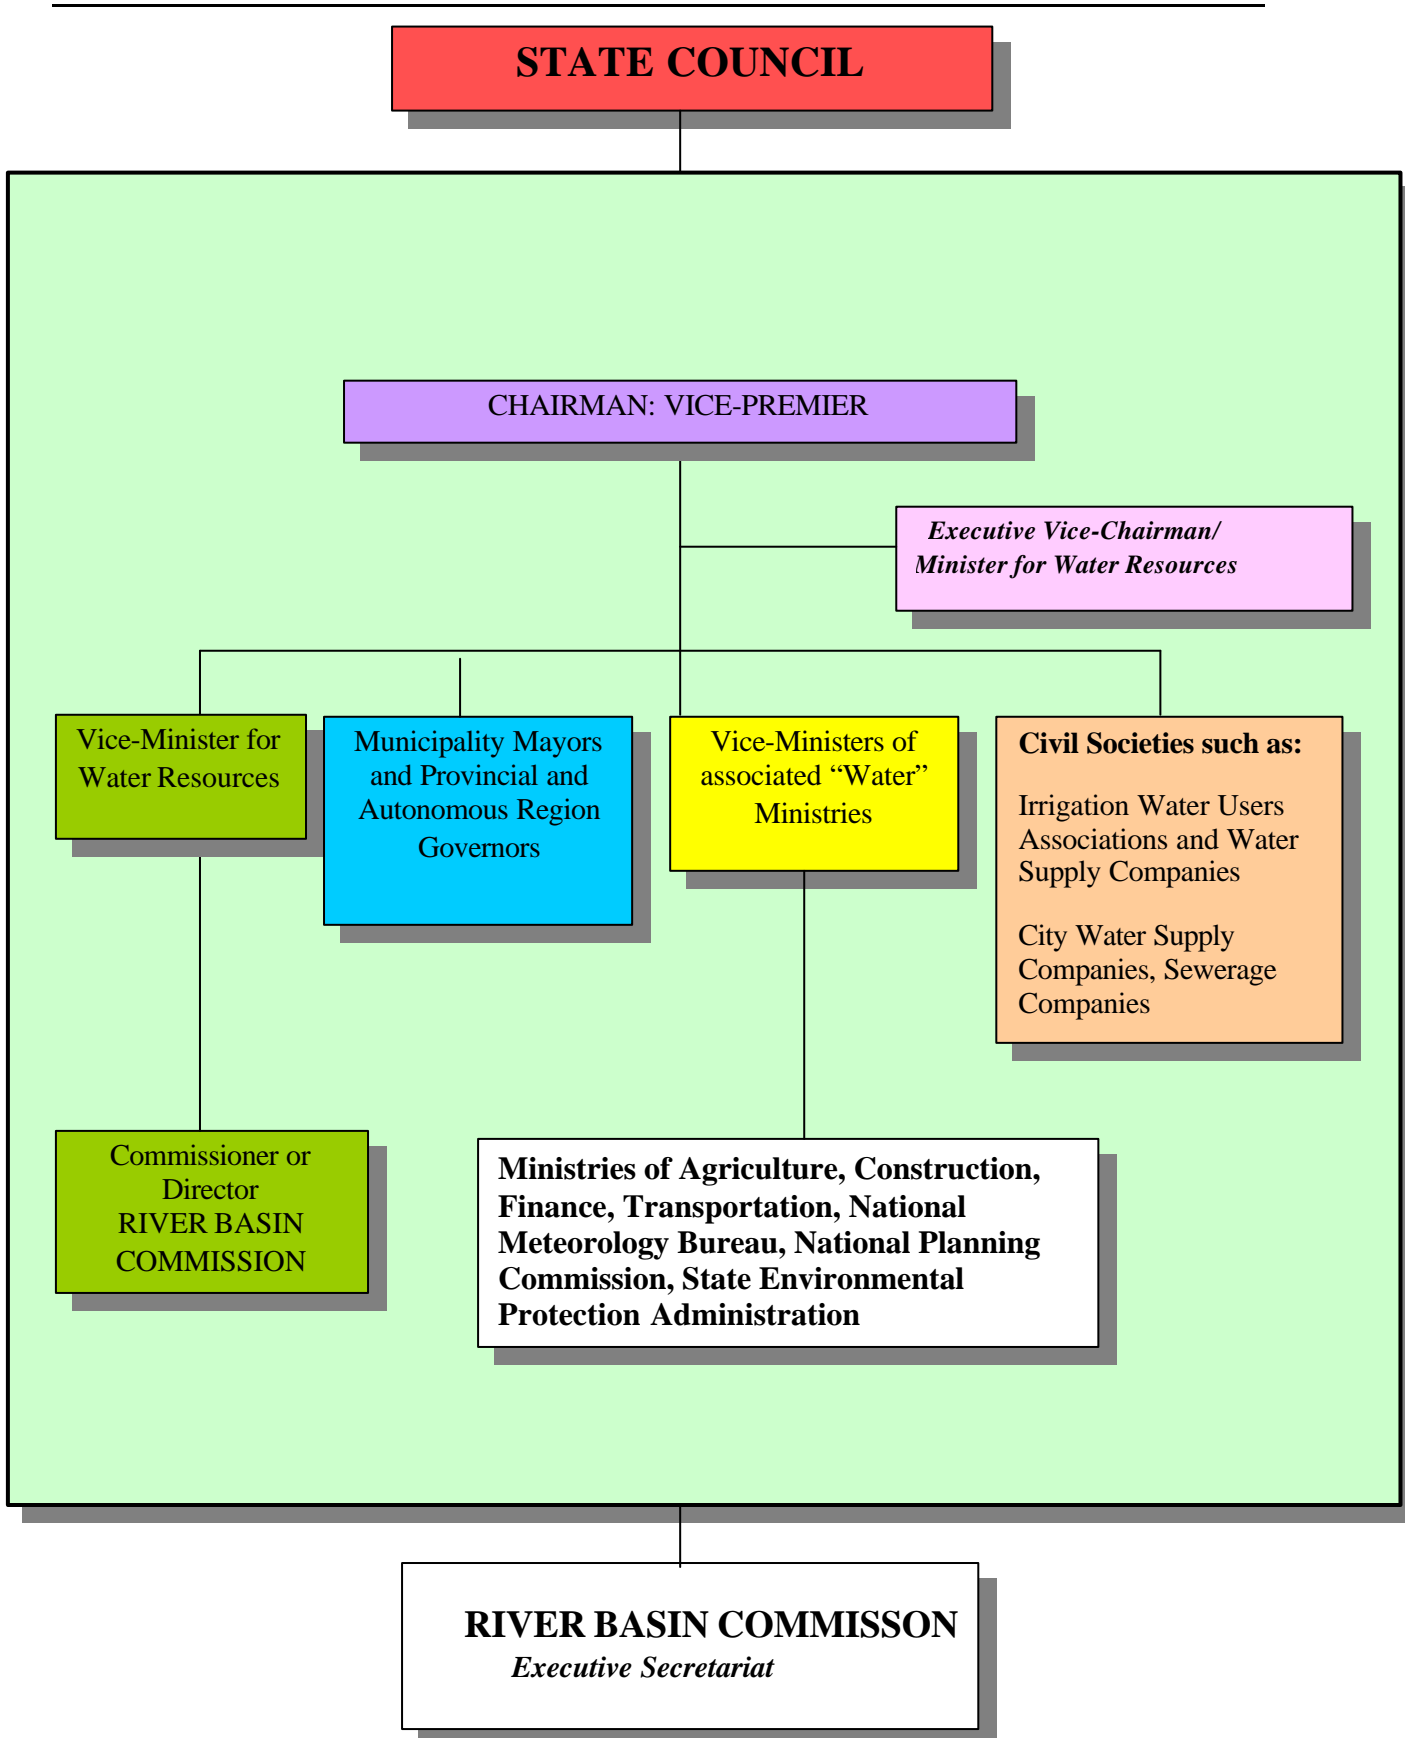 STATE COUNCIL
CHAIRMAN: VICE-PREMIER
Executive Vice-Chairman/
Minister for Water Resources
Vice-Minister for
Water Resources
Municipality Mayors
and Provincial and
Autonomous Region
Governors
Vice-Ministers of
associated “Water”
Ministries
Civil Societies such as:
Irrigation Water Users
Associations and Water
Supply Companies
City Water Supply
Companies, Sewerage
Companies
Commissioner or
Director
RIVER BASIN
COMMISSION
Ministries of Agriculture, Construction,
Finance, Transportation, National
Meteorology Bureau, National Planning
Commission, State Environmental
Protection Administration
RIVER BASIN COMMISSON
Executive Secretariat